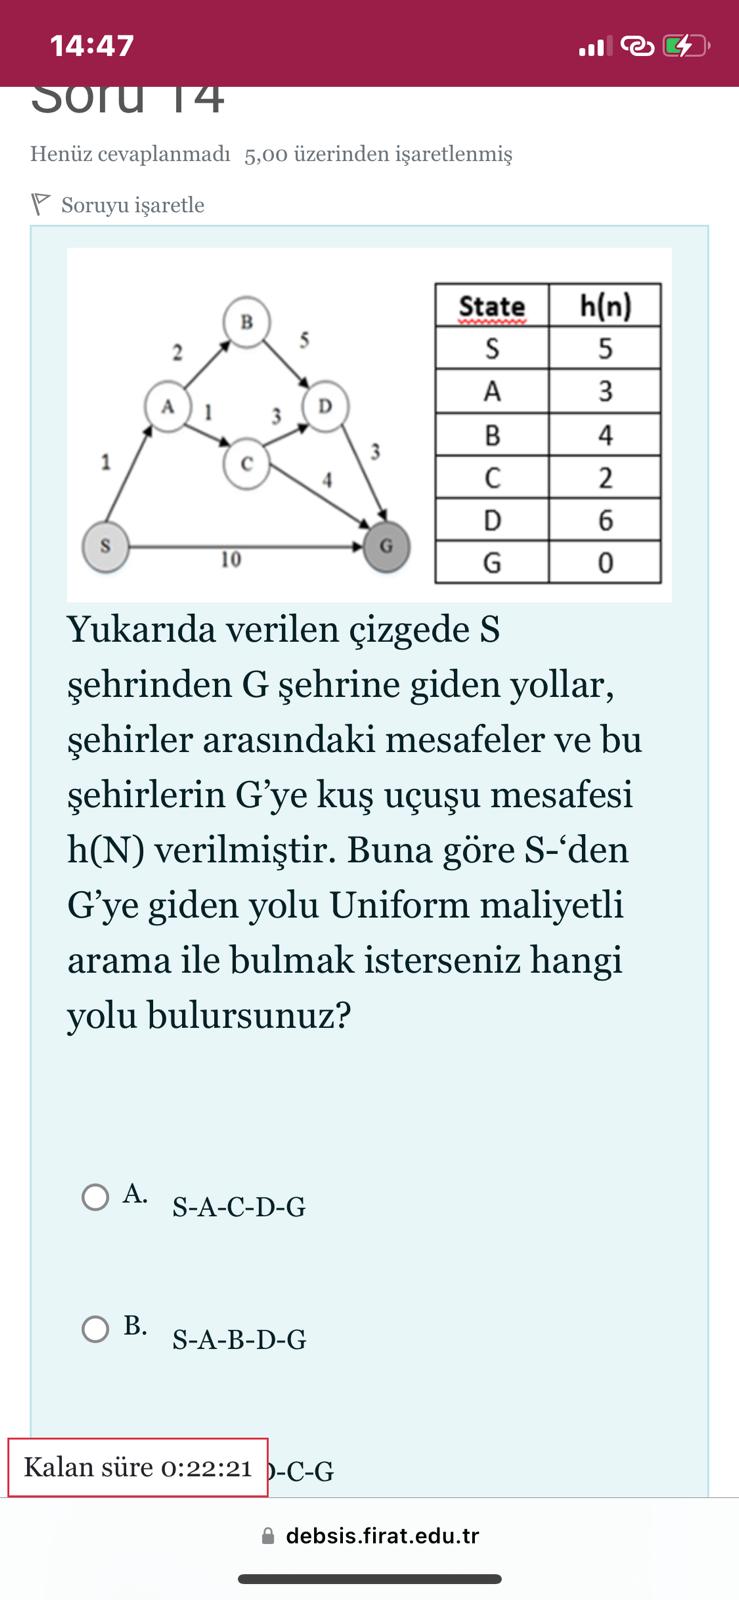 14:47
Soru 14
Henüz cevaplanmadı 5,00 üzerinden işaretlenmiş
Soruyu işaretle
B
2
5
A
1
3
D
1
C
3
4
S
G
10
State h(n)
S 5
A 3
B 4
C 2
D 6
G 0
Yukarıda verilen çizgede S
şehrinden G şehrine giden yollar,
şehirler arasındaki mesafeler ve bu
şehirlerin G’ye kuş uçuşu mesafesi
h(N) verilmiştir. Buna göre S-‘den
G’ye giden yolu Uniform maliyetli
arama ile bulmak isterseniz hangi
yolu bulursunuz?
A. S-A-C-D-G
B. S-A-B-D-G
Kalan süre 0:22:21
-C-G
debsis.firat.edu.tr